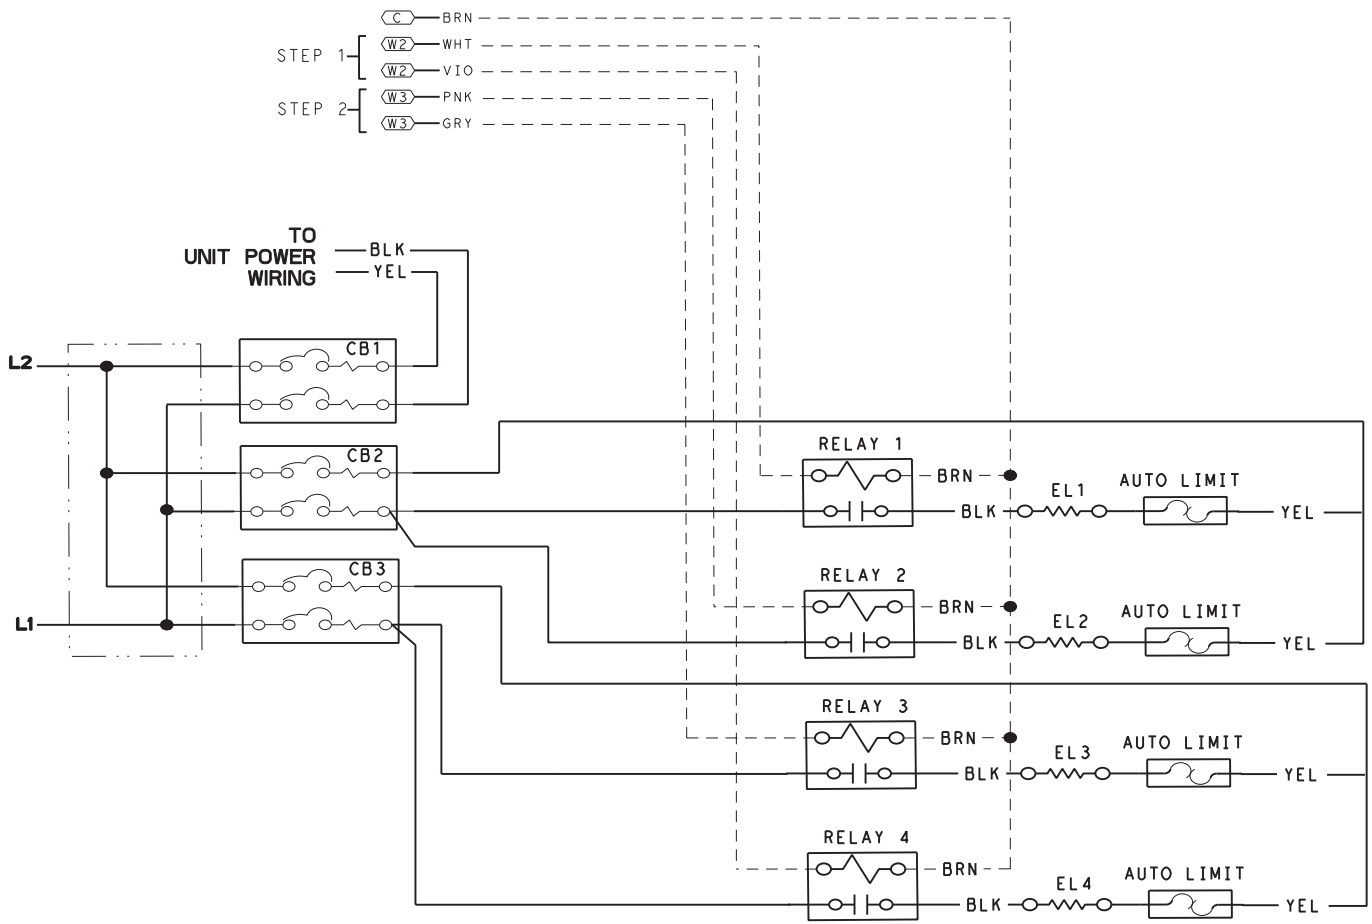 C BRN
STEP 1 W2 WHT
W2 VIO
STEP 2 W3 PNK
W3 GRY
TO
UNIT POWER
WIRING
BLK
YEL
CB1
L2
CB2
RELAY 1
BRN
EL1
AUTO LIMIT
BLK
YEL
CB3
RELAY 2
BRN
L1
EL2
AUTO LIMIT
BLK
YEL
RELAY 3
BRN
EL3
AUTO LIMIT
BLK
YEL
RELAY 4
BRN
EL4
AUTO LIMIT
BLK
YEL